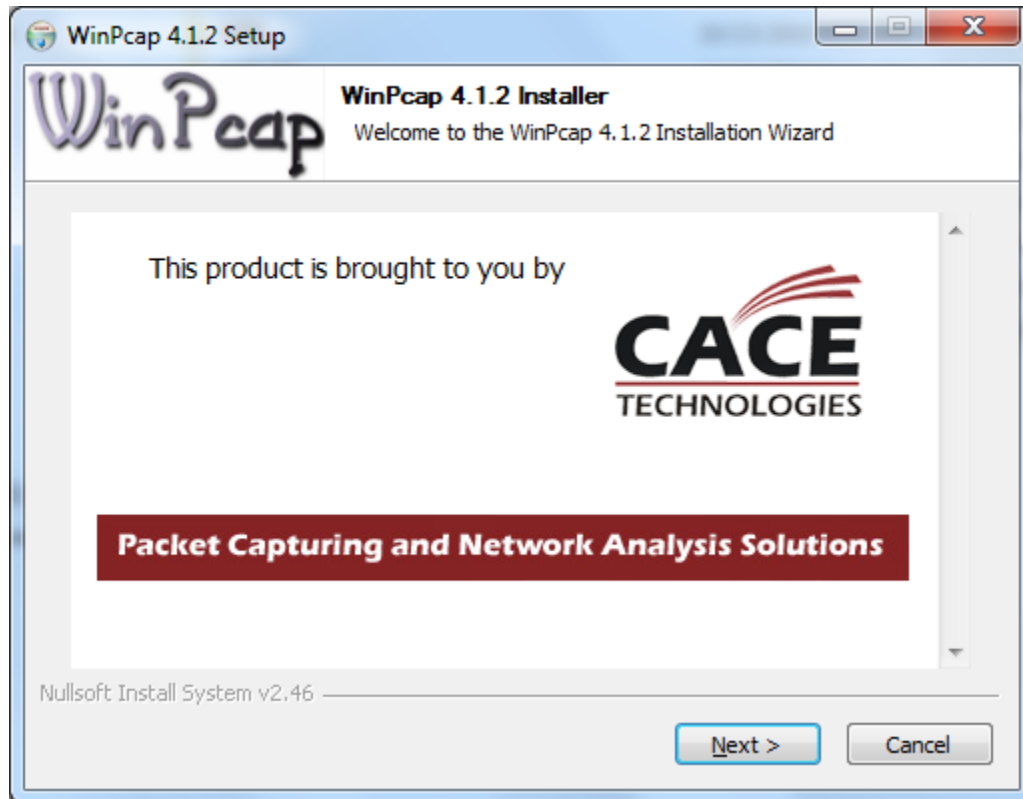 WinPcap 4.1.2 Setup
WinPcap
WinPcap 4.1.2 Installer
Welcome to the WinPcap 4.1.2 Installation Wizard
This product is brought to you by
CACE
TECHNOLOGIES
Packet Capturing and Network Analysis Solutions
Nullsoft Install System v2.46
Next >
Cancel